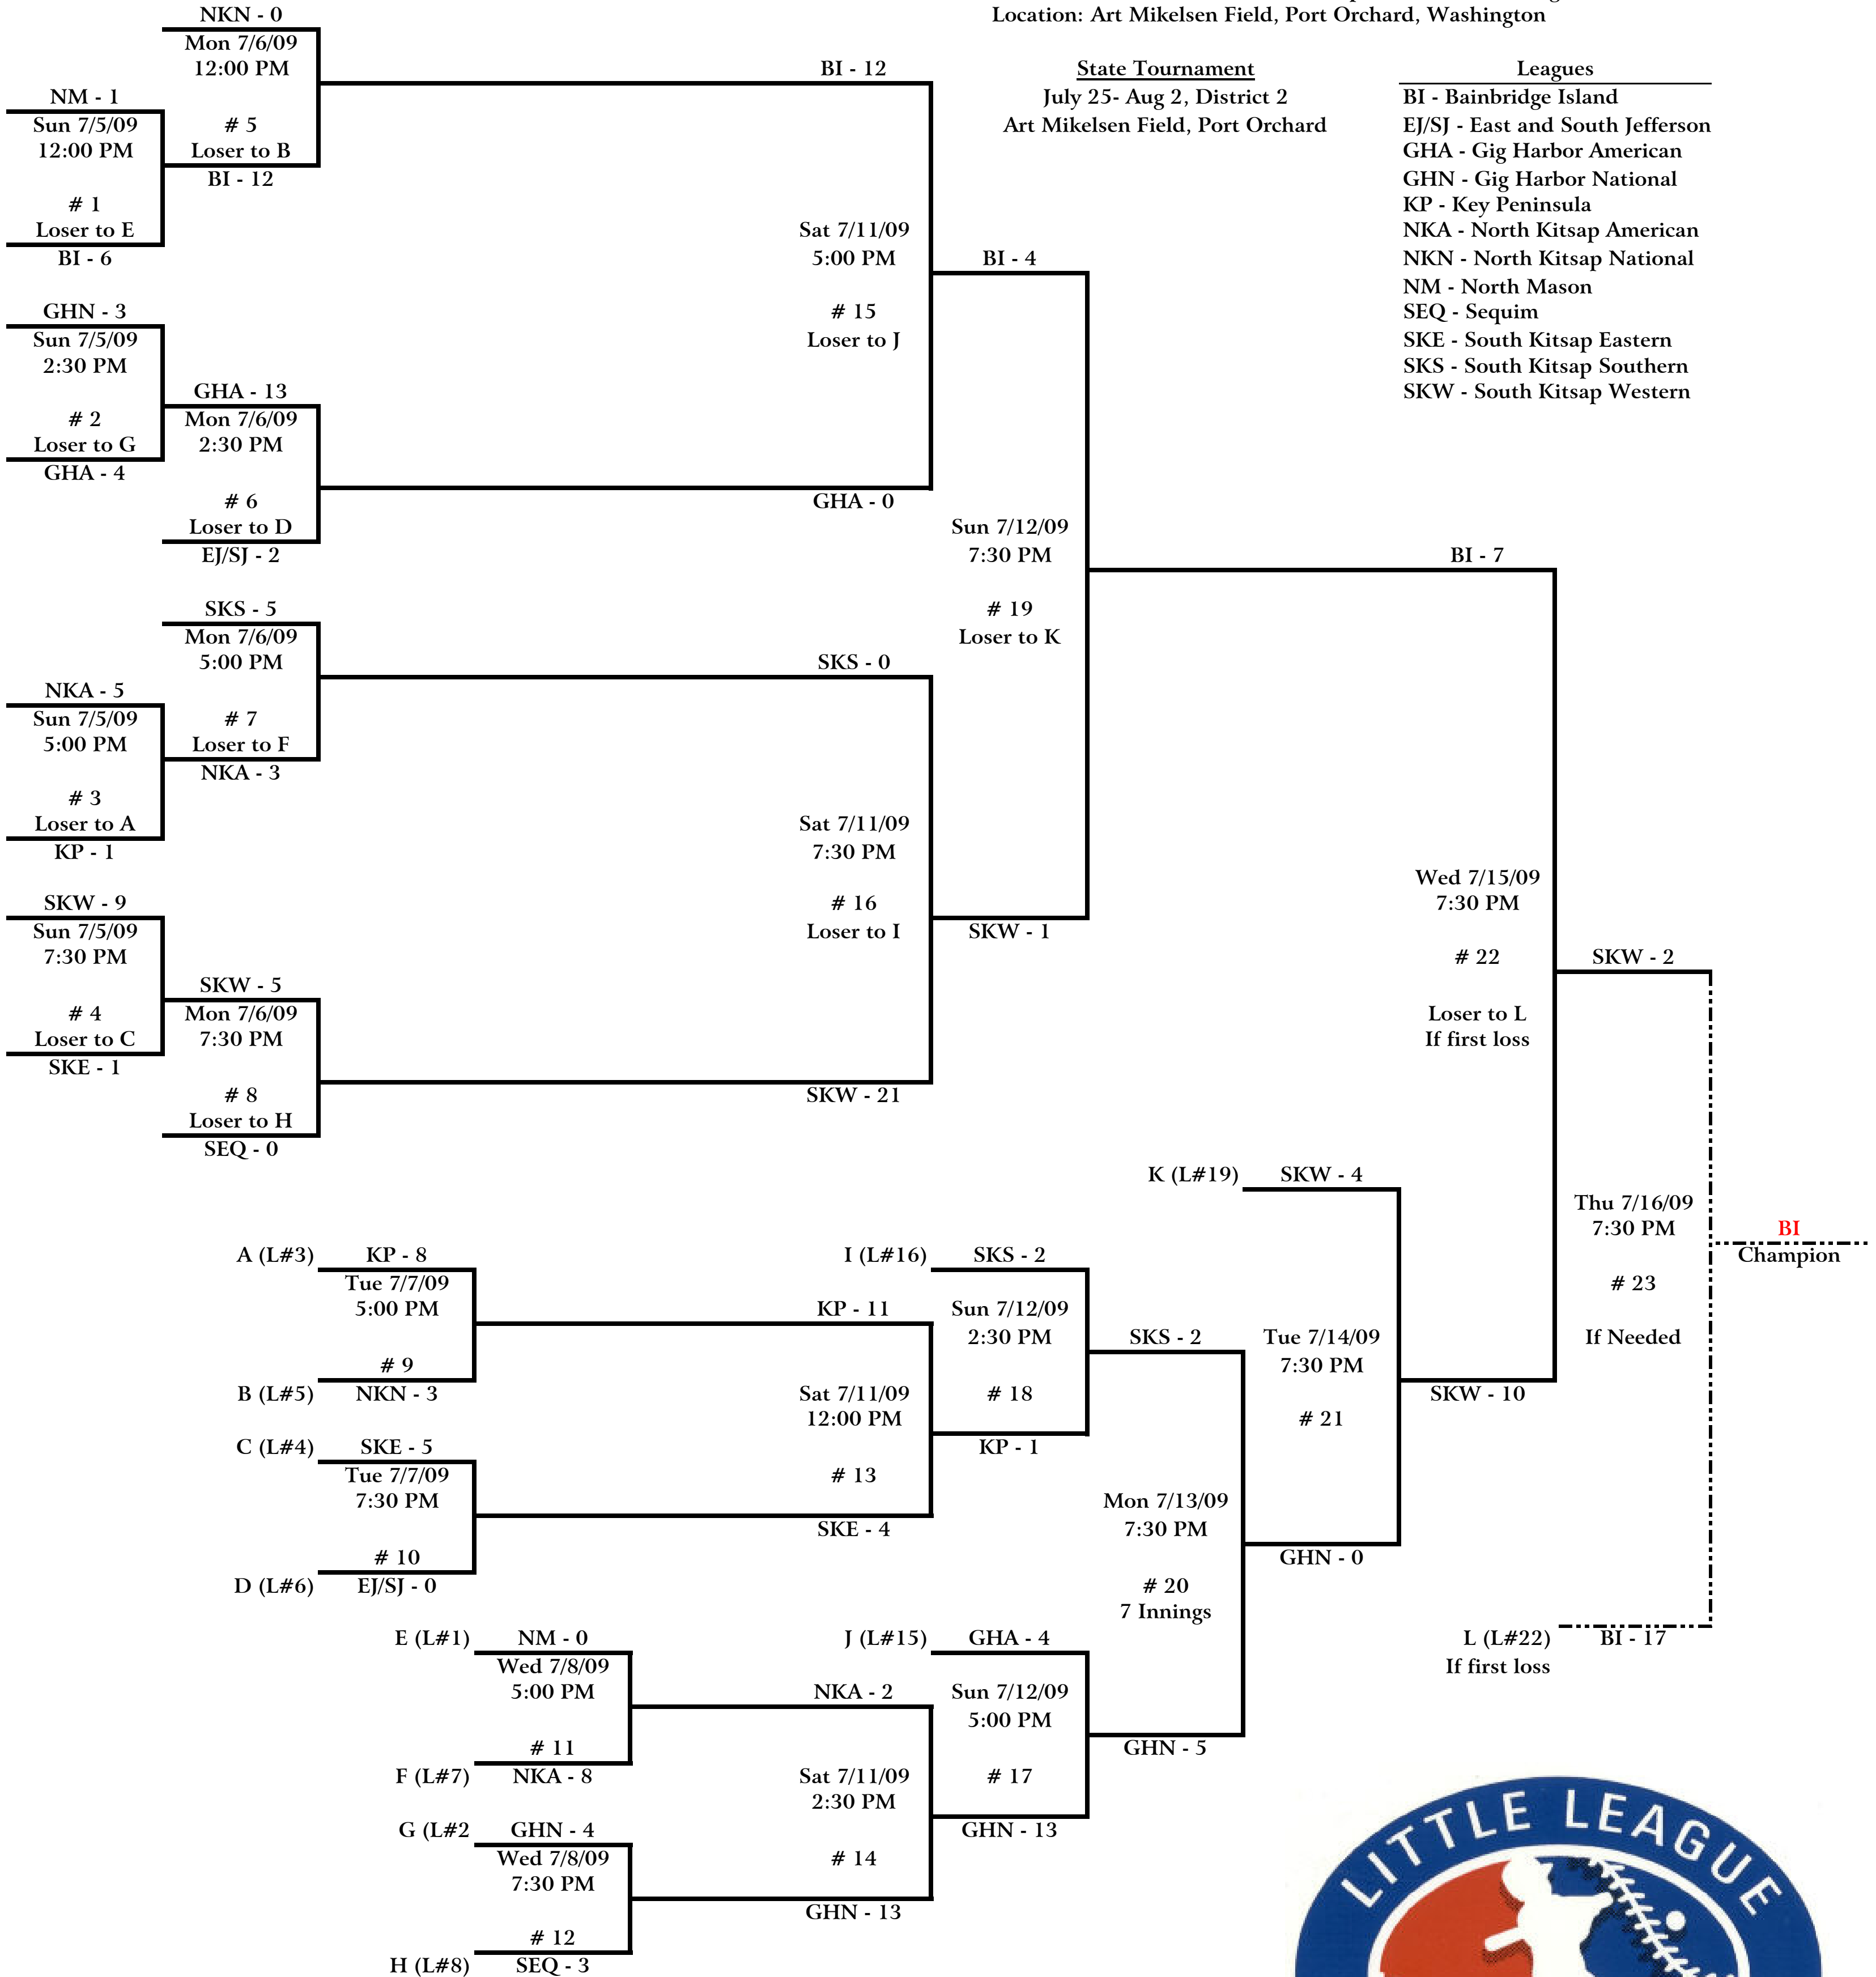 Location: Art Mikelsen Field, Port Orchard, Washington
State Tournament
July 25- Aug 2, District 2
Art Mikelsen Field, Port Orchard
Leagues
BI - Bainbridge Island
EJ/SJ - East and South Jefferson
GHA - Gig Harbor American
GHN - Gig Harbor National
KP - Key Peninsula
NKA - North Kitsap American
NKN - North Kitsap National
NM - North Mason
SEQ - Sequim
SKE - South Kitsap Eastern
SKS - South Kitsap Southern
SKW - South Kitsap Western
NM - 1
Sun 7/5/09
12:00 PM
# 1
Loser to E
BI - 6
GHN - 3
Sun 7/5/09
2:30 PM
# 2
Loser to G
GHA - 4
NKA - 5
Sun 7/5/09
5:00 PM
# 3
Loser to A
KP - 1
SKW - 9
Sun 7/5/09
7:30 PM
# 4
Loser to C
SKE - 1
NKN - 0
Mon 7/6/09
12:00 PM
# 5
Loser to B
BI - 12
GHA - 13
Mon 7/6/09
2:30 PM
# 6
Loser to D
EJ/SJ - 2
SKS - 5
Mon 7/6/09
5:00 PM
# 7
Loser to F
NKA - 3
SKW - 5
Mon 7/6/09
7:30 PM
# 8
Loser to H
SEQ - 0
BI - 12
Sat 7/11/09
5:00 PM
# 15
Loser to J
GHA - 0
SKS - 0
Sat 7/11/09
7:30 PM
# 16
Loser to I
SKW - 21
BI - 4
Sun 7/12/09
7:30 PM
# 19
Loser to K
SKW - 1
BI - 7
Wed 7/15/09
7:30 PM
# 22
Loser to L
If first loss
SKW - 10
SKW - 2
Thu 7/16/09
7:30 PM
# 23
If Needed
L (L#22)
BI - 17
If first loss
BI
Champion
A (L#3)
KP - 8
Tue 7/7/09
5:00 PM
# 9
B (L#5)
NKN - 3
C (L#4)
SKE - 5
Tue 7/7/09
7:30 PM
# 10
D (L#6)
EJ/SJ - 0
E (L#1)
NM - 0
Wed 7/8/09
5:00 PM
# 11
F (L#7)
NKA - 8
G (L#2
GHN - 4
Wed 7/8/09
7:30 PM
# 12
H (L#8)
SEQ - 3
KP - 11
Sat 7/11/09
12:00 PM
# 13
SKE - 4
NKA - 2
Sat 7/11/09
2:30 PM
# 14
GHN - 13
I (L#16)
SKS - 2
Sun 7/12/09
2:30 PM
# 18
KP - 1
J (L#15)
GHA - 4
Sun 7/12/09
5:00 PM
# 17
GHN - 13
SKS - 2
Mon 7/13/09
7:30 PM
# 20
7 Innings
GHN - 5
K (L#19)
SKW - 4
Tue 7/14/09
7:30 PM
# 21
GHN - 0
LITTLE LEAGUE